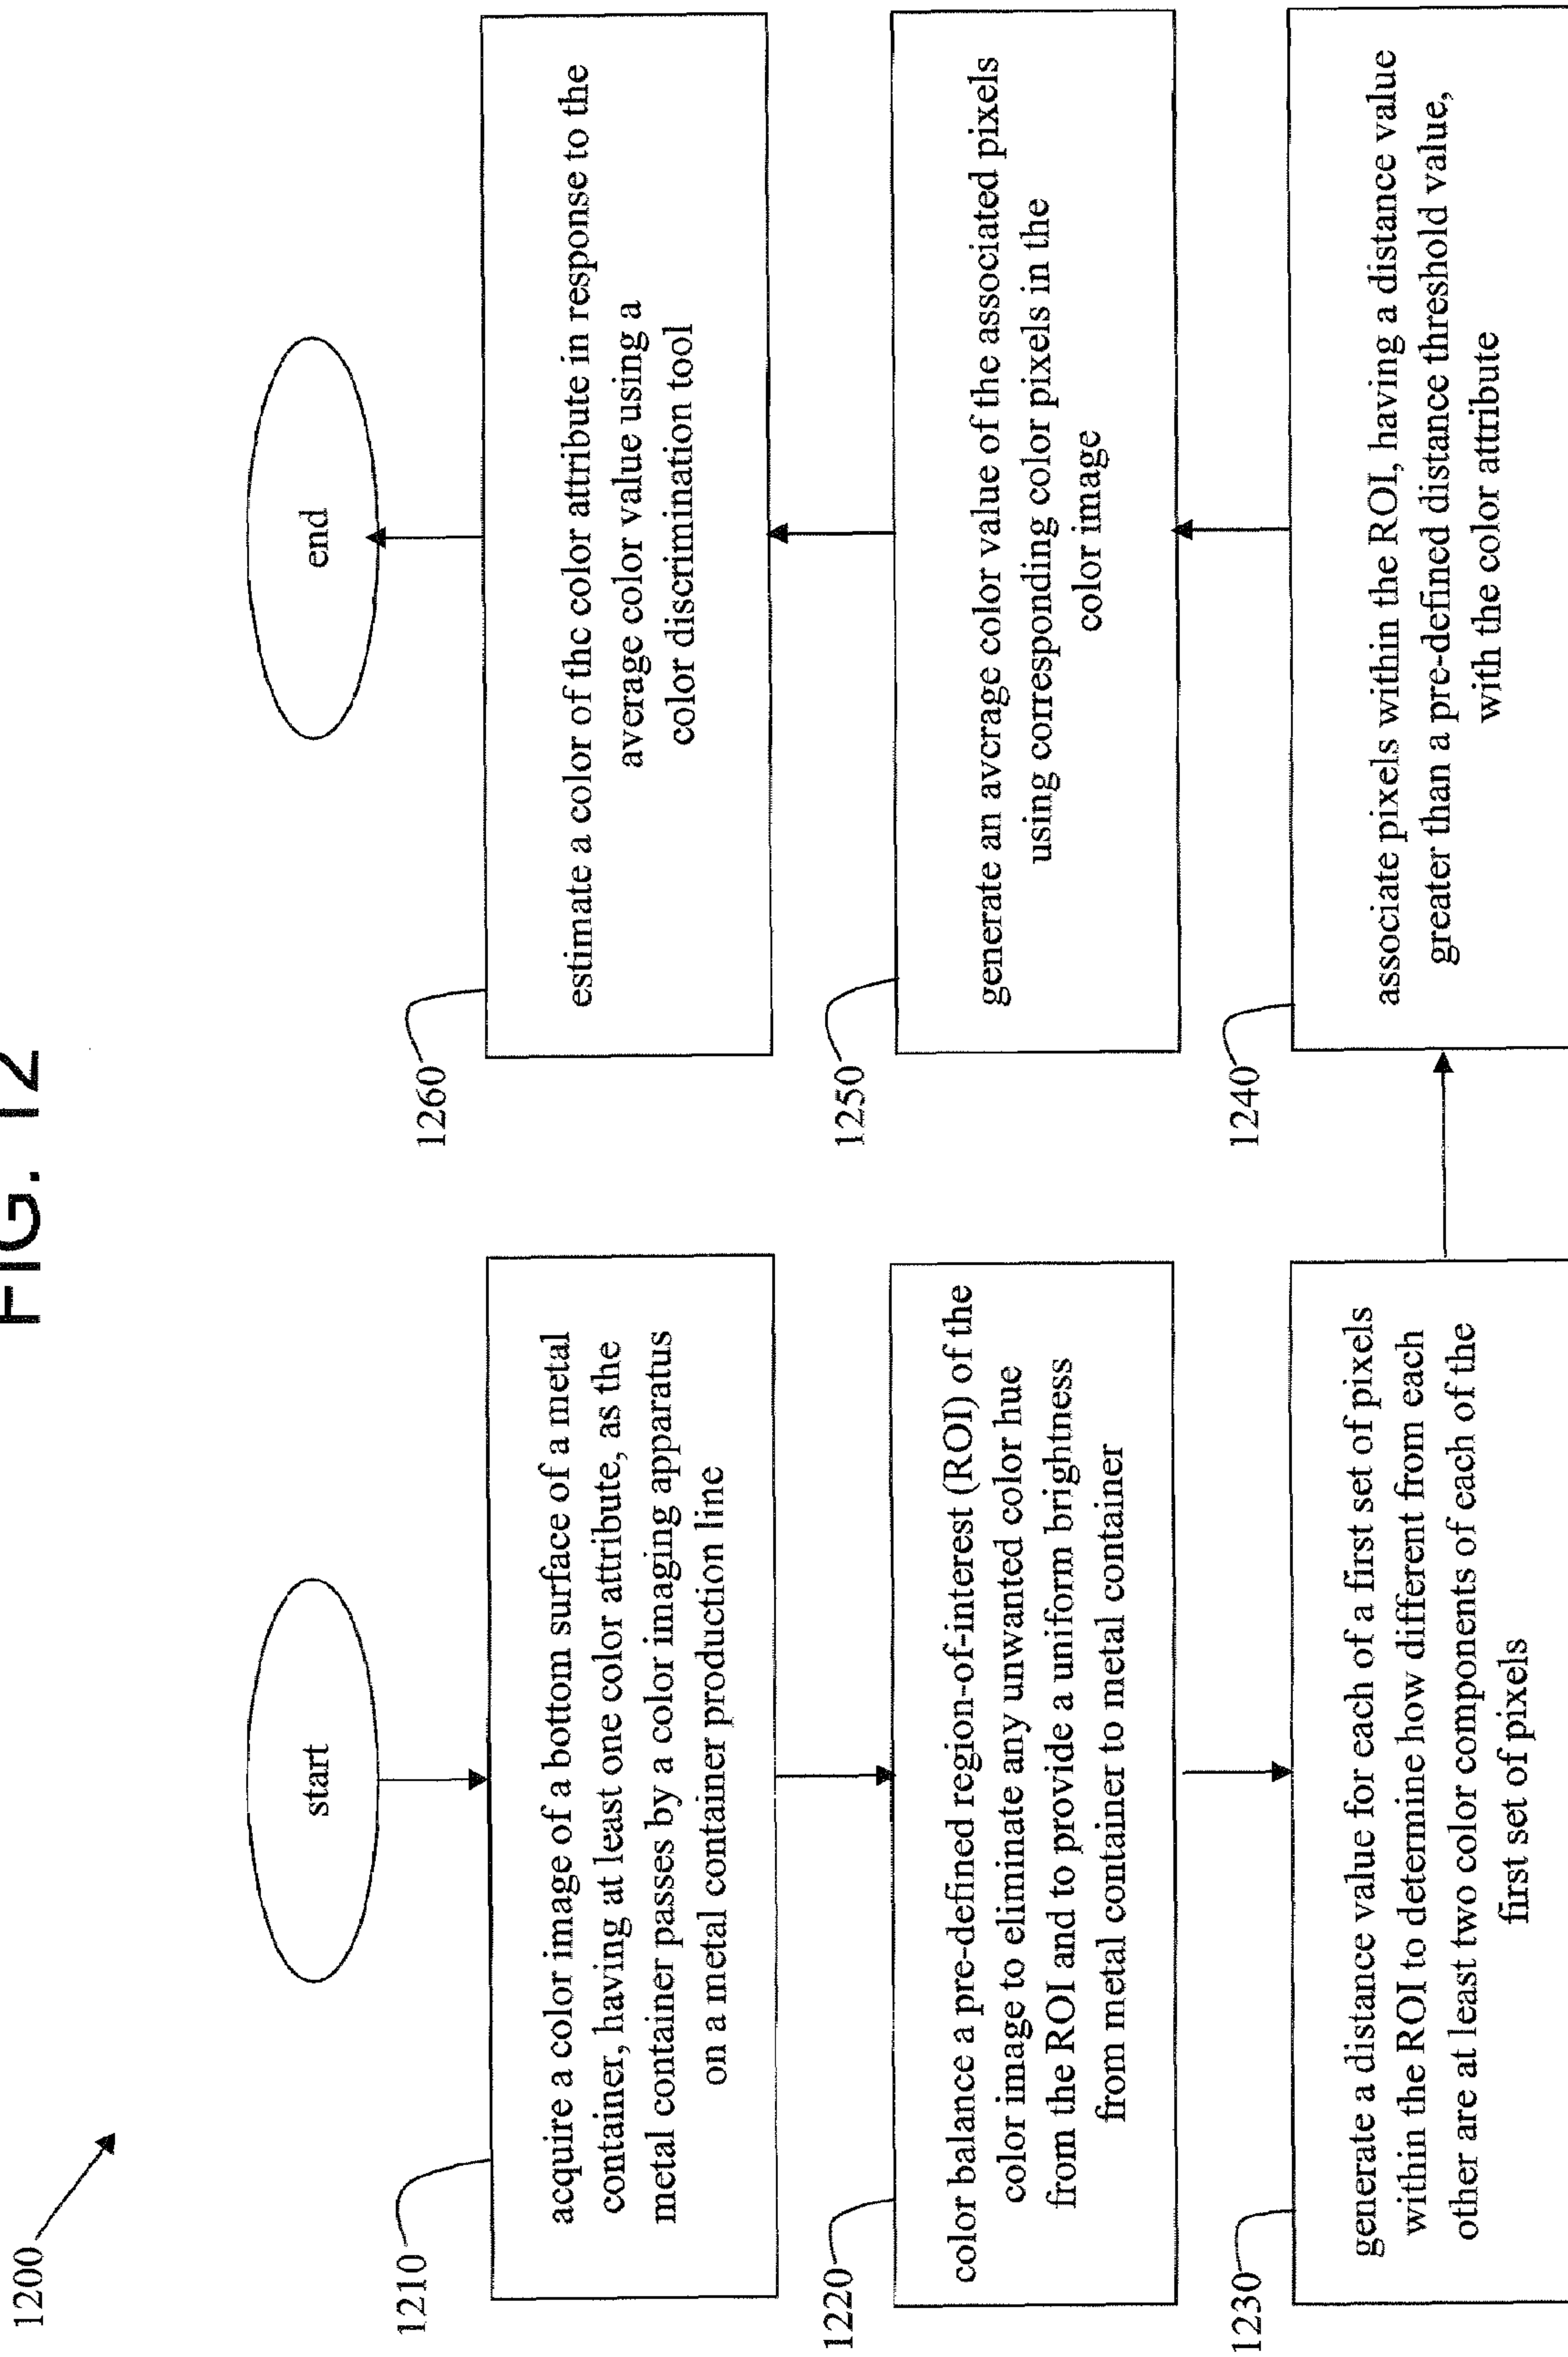 FIG. 12
1200
start
1210
acquire a color image of a bottom surface of a metal
container, having at least one color attribute, as the
metal container passes by a color imaging apparatus
on a metal container production line
1220
color balance a pre-defined region-of-interest (ROI) of the
color image to eliminate any unwanted color hue
from the ROI and to provide a uniform brightness
from metal container to metal container
1230
generate a distance value for each of a first set of pixels
within the ROI to determine how different from each
other are at least two color components of each of the
first set of pixels
1240
associate pixels within the ROI, having a distance value
greater than a pre-defined distance threshold value,
with the color attribute
1250
generate an average color value of the associated pixels
using corresponding color pixels in the
color image
1260
estimate a color of the color attribute in response to the
average color value using a
color discrimination tool
end